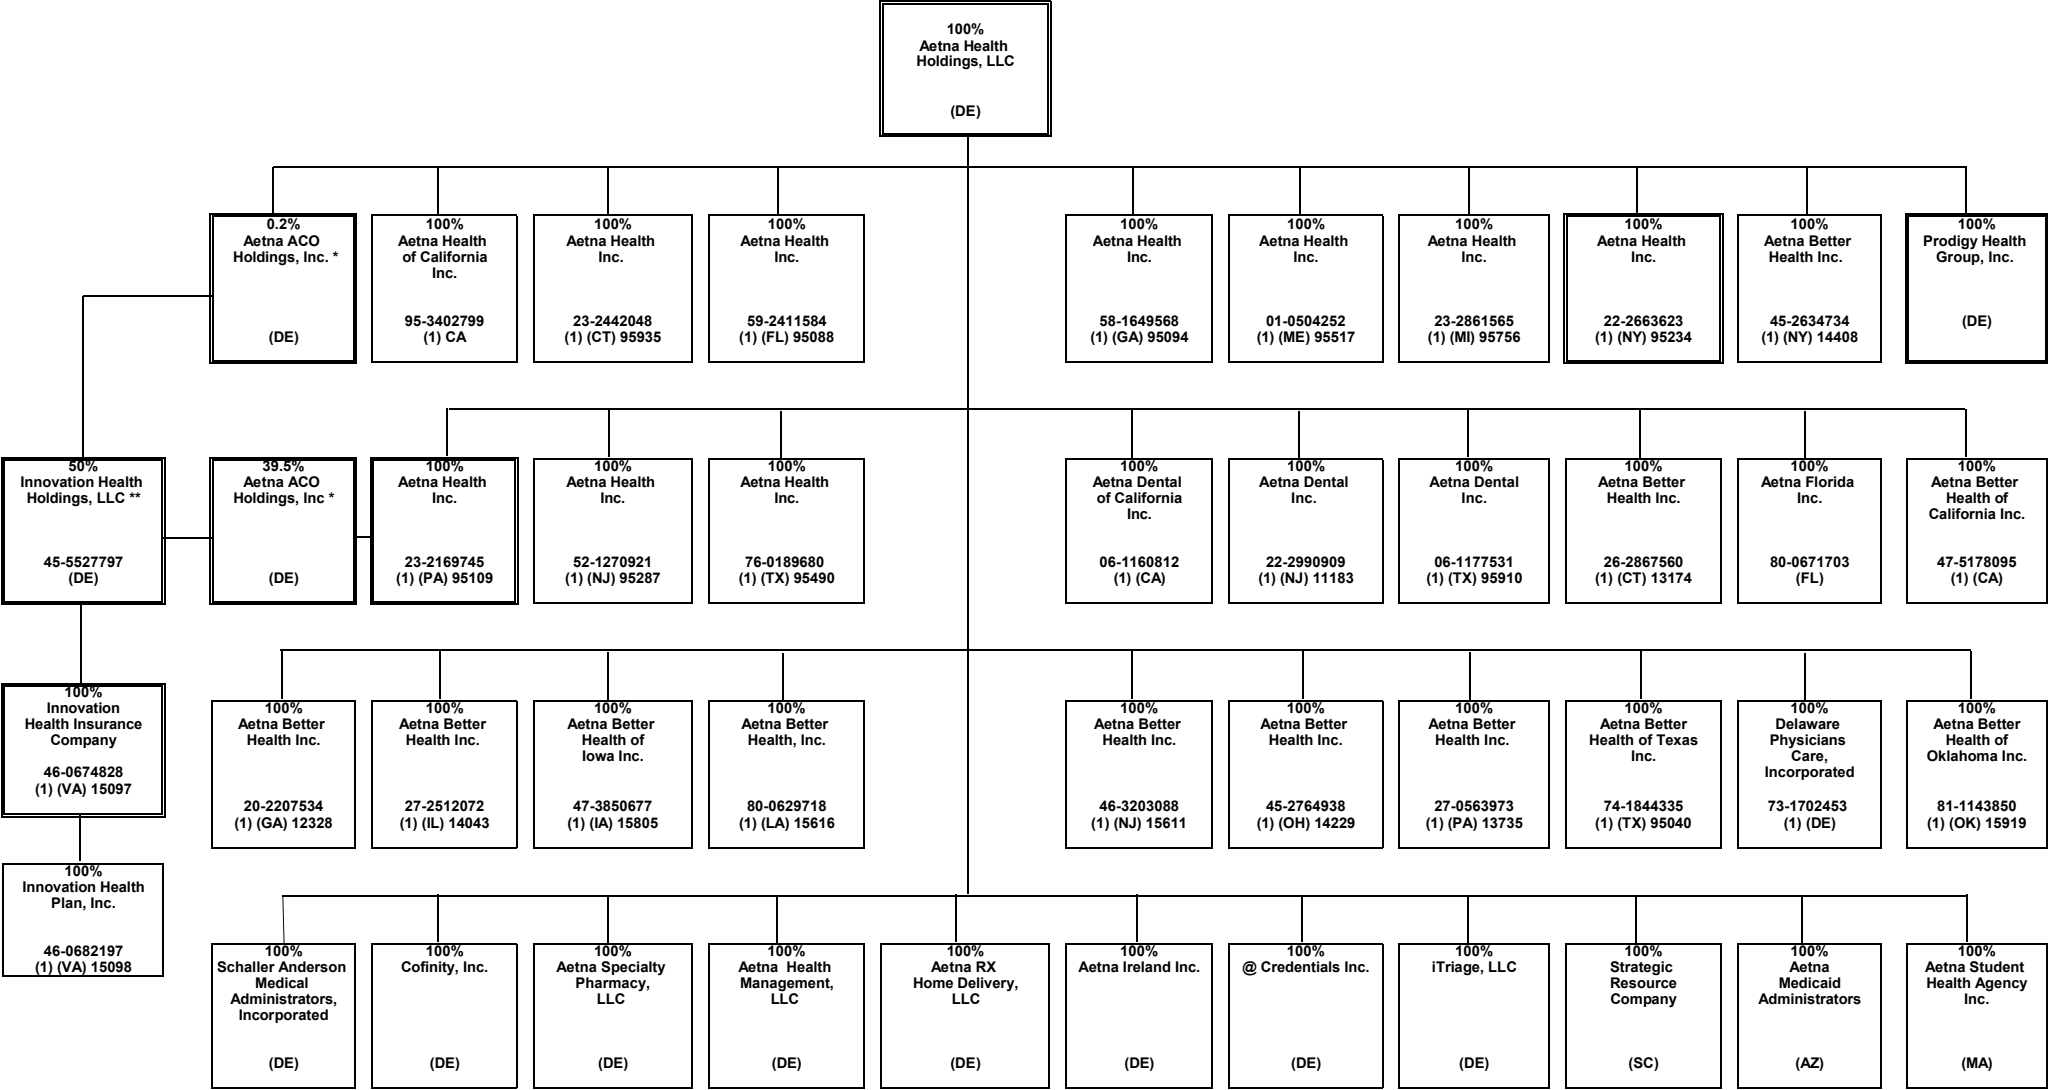 100%
Aetna Health
Holdings, LLC
(DE)
0.2%
Aetna ACO
Holdings, Inc. *
(DE)
100%
Aetna Health
of California
Inc.
95-3402799
(1) CA
100%
Aetna Health
Inc.
23-2442048
(1) (CT) 95935
100%
Aetna Health
Inc.
59-2411584
(1) (FL) 95088
100%
Aetna Health
Inc.
58-1649568
(1) (GA) 95094
100%
Aetna Health
Inc.
01-0504252
(1) (ME) 95517
100%
Aetna Health
Inc.
23-2861565
(1) (MI) 95756
100%
Aetna Health
Inc.
22-2663623
(1) (NY) 95234
100%
Aetna Better
Health Inc.
45-2634734
(1) (NY) 14408
100%
Prodigy Health
Group, Inc.
(DE)
50%
Innovation Health
Holdings, LLC **
45-5527797
(DE)
39.5%
Aetna ACO
Holdings, Inc *
(DE)
100%
Aetna Health
Inc.
23-2169745
(1) (PA) 95109
100%
Aetna Health
Inc.
52-1270921
(1) (NJ) 95287
100%
Aetna Health
Inc.
76-0189680
(1) (TX) 95490
100%
Aetna Dental
of California
Inc.
06-1160812
(1) (CA)
100%
Aetna Dental
Inc.
22-2990909
(1) (NJ) 11183
100%
Aetna Dental
Inc.
06-1177531
(1) (TX) 95910
100%
Aetna Better
Health Inc.
26-2867560
(1) (CT) 13174
100%
Aetna Florida
Inc.
80-0671703
(FL)
100%
Aetna Better
Health of
California Inc.
47-5178095
(1) (CA)
100%
Innovation
Health Insurance
Company
46-0674828
(1) (VA) 15097
100%
Aetna Better
Health Inc.
20-2207534
(1) (GA) 12328
100%
Aetna Better
Health Inc.
27-2512072
(1) (IL) 14043
100%
Aetna Better
Health of
Iowa Inc.
47-3850677
(1) (IA) 15805
100%
Aetna Better
Health, Inc.
80-0629718
(1) (LA) 15616
100%
Aetna Better
Health Inc.
46-3203088
(1) (NJ) 15611
100%
Aetna Better
Health Inc.
45-2764938
(1) (OH) 14229
100%
Aetna Better
Health Inc.
27-0563973
(1) (PA) 13735
100%
Aetna Better
Health of Texas
Inc.
74-1844335
(1) (TX) 95040
100%
Delaware
Physicians
Care,
Incorporated
73-1702453
(1) (DE)
100%
Aetna Better
Health of
Oklahoma Inc.
81-1143850
(1) (OK) 15919
100%
Innovation Health
Plan, Inc.
46-0682197
(1) (VA) 15098
100%
Schaller Anderson
Medical
Administrators,
Incorporated
(DE)
100%
Cofinity, Inc.
(DE)
100%
Aetna Specialty
Pharmacy,
LLC
(DE)
100%
Aetna Health
Management,
LLC
(DE)
100%
Aetna RX
Home Delivery,
LLC
(DE)
100%
Aetna Ireland Inc.
(DE)
100%
@ Credentials Inc.
(DE)
100%
iTriage, LLC
(DE)
100%
Strategic
Resource
Company
(SC)
100%
Aetna
Medicaid
Administrators
(AZ)
100%
Aetna Student
Health Agency
Inc.
(MA)